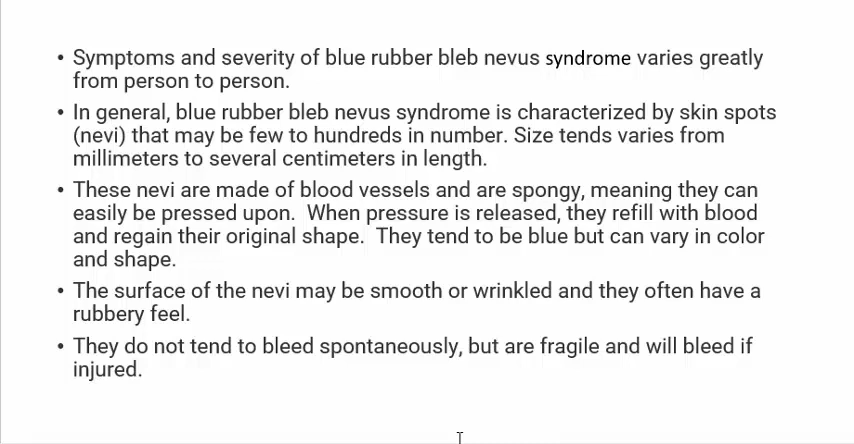 • Symptoms and severity of blue rubber bleb nevus syndrome varies greatly
from person to person.
• In general, blue rubber bleb nevus syndrome is characterized by skin spots
(nevi) that may be few to hundreds in number. Size tends varies from
millimeters to several centimeters in length.
• These nevi are made of blood vessels and are spongy, meaning they can
easily be pressed upon.  When pressure is released, they refill with blood
and regain their original shape.  They tend to be blue but can vary in color
and shape.
• The surface of the nevi may be smooth or wrinkled and they often have a
rubbery feel.
• They do not tend to bleed spontaneously, but are fragile and will bleed if
injured.